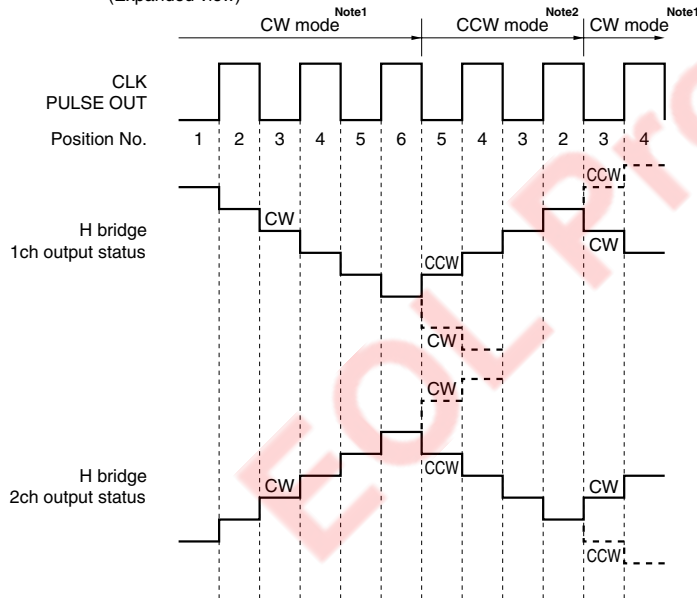 (Expanded view)
CW mode Note1
CCW mode Note2
CW mode Note1
CLK
PULSE OUT
Position No. 1 2 3 4 5 6 5 4 3 2 3 4
CCW
H bridge
1ch output status
CW
CCW
CW
CW
CW
H bridge
2ch output status
CW
CCW
CW
CCW
EOL Pro